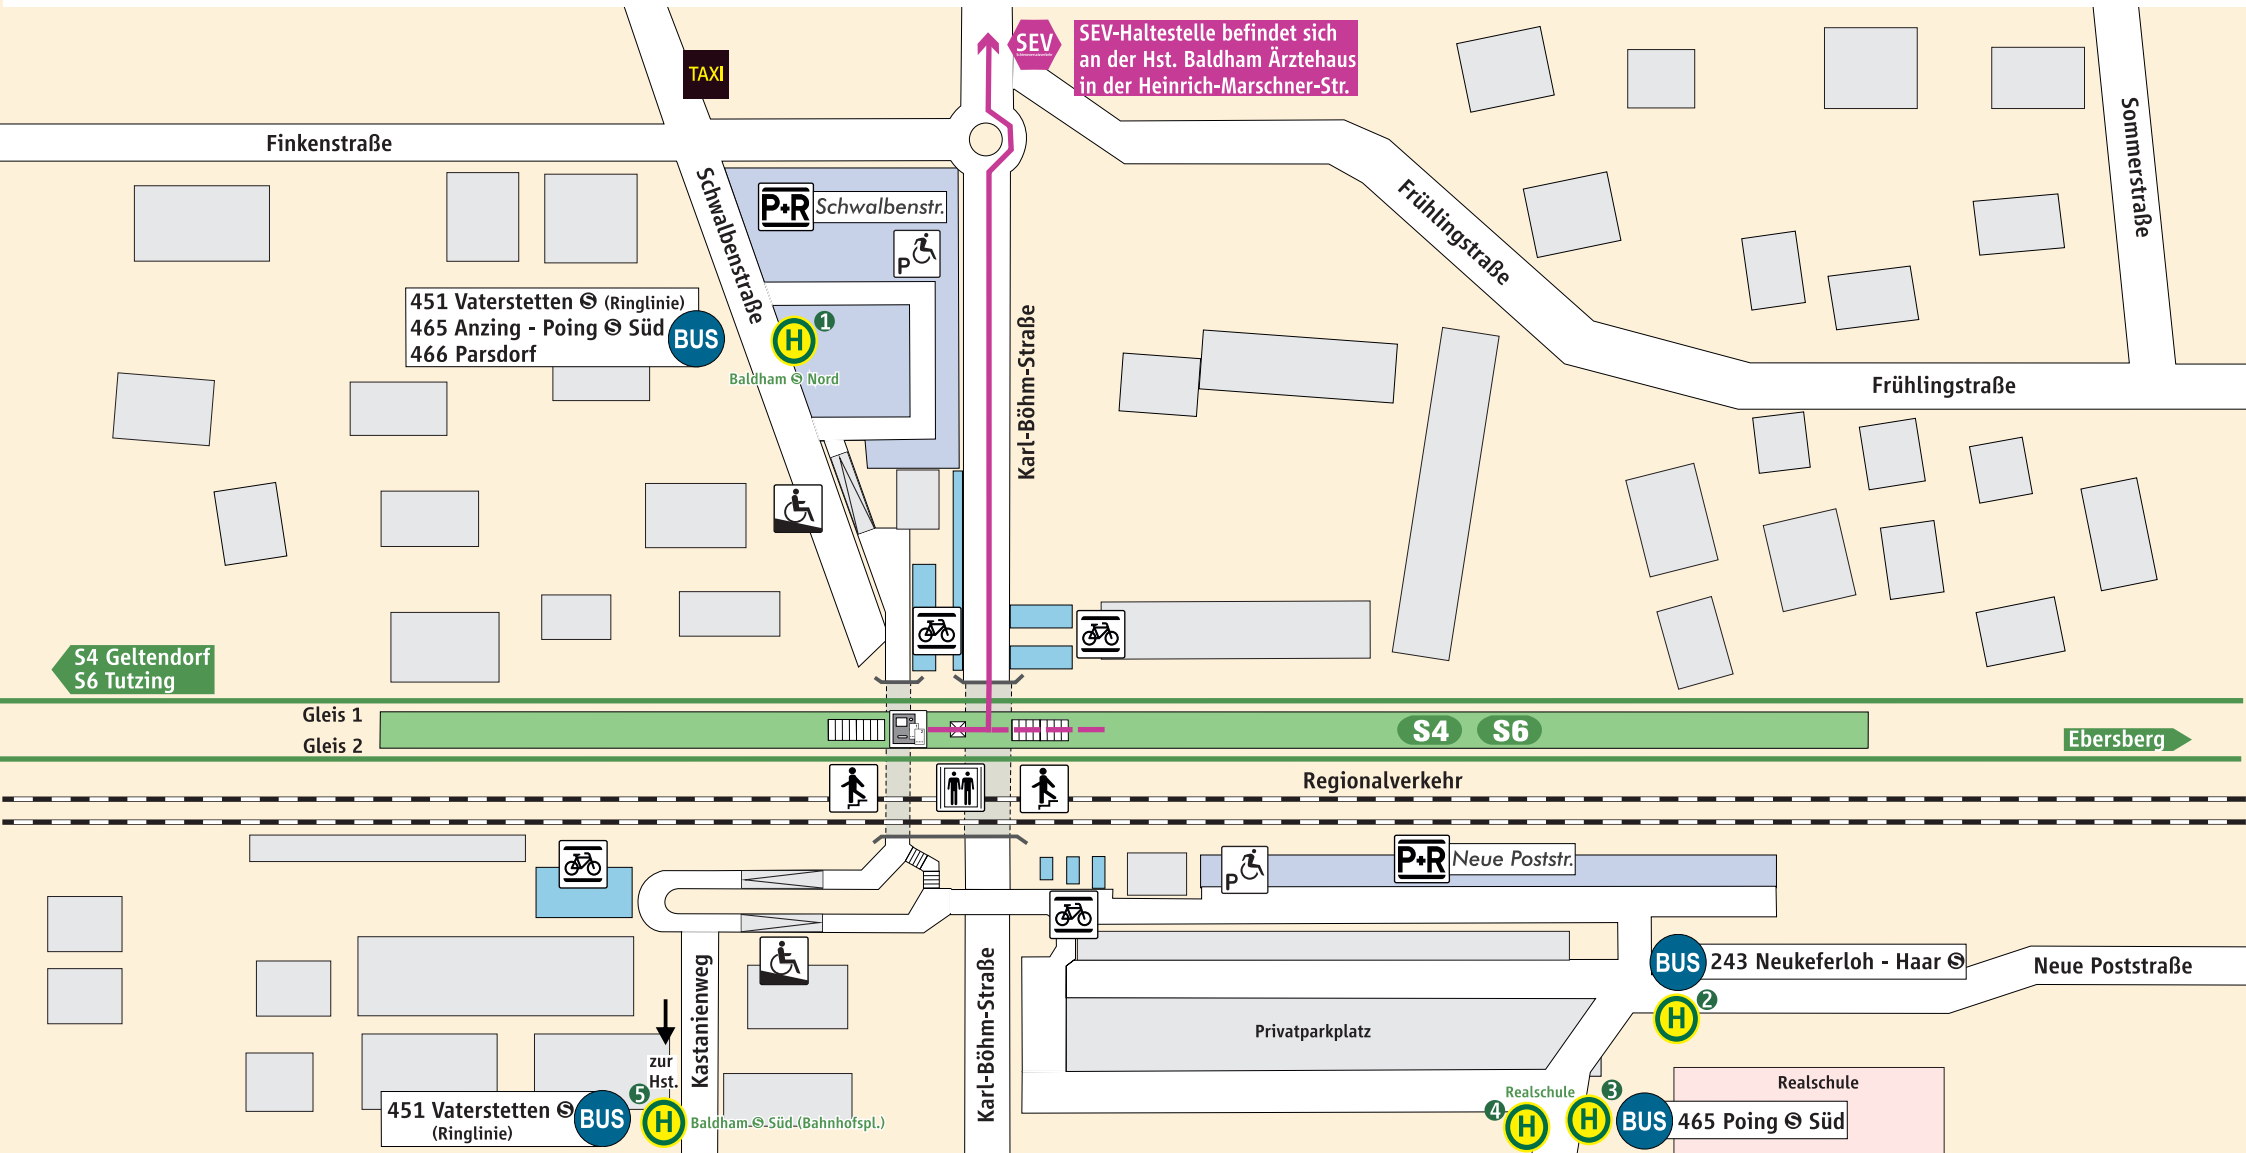 SEV
SEV-Haltestelle befindet sich
an der Hst. Baldham Ärztehaus
in der Heinrich-Marschner-Str.
TAXI
Finkenstraße
Sommerstraße
Schwalbenstraße
P+R Schwalbenstr.
P
Frühlingstraße
451 Vaterstetten S (Ringlinie)
465 Anzing - Poing S Süd
466 Parsdorf
BUS
H
1
Baldham S Nord
Karl-Böhm-Straße
Frühlingstraße
S4 Geltendorf
S6 Tutzing
Gleis 1
Gleis 2
S4
S6
Ebersberg
Regionalverkehr
P
P+R Neue Poststr.
Kastanienweg
Karl-Böhm-Straße
BUS
243 Neukeferloh - Haar S
Neue Poststraße
H
2
Privatparkplatz
zur
Hst.
451 Vaterstetten S
(Ringlinie)
BUS
5
H
Baldham S Süd (Bahnhofspl.)
Realschule
4
H
H
3
BUS
465 Poing S Süd
Realschule